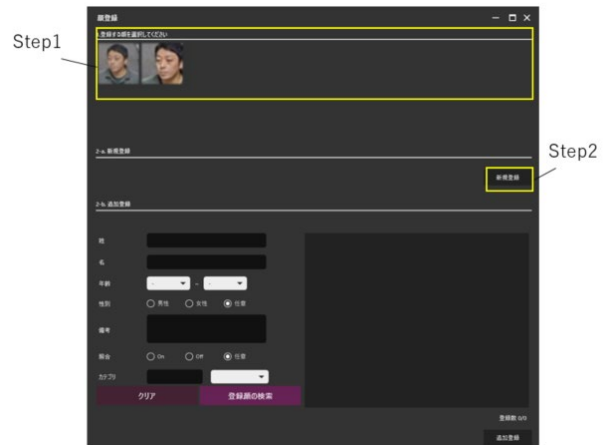 顔登録
1.登録する顔を選択してください
Step1
2-a. 新規登録
Step2
新規登録
2-b. 追加登録
姓
名
年齢 - - -
性別 男性 女性 任意
備考
照合 On Off 任意
カテゴリ
クリア 登録顔の検索
登録数 0/0
追加登録